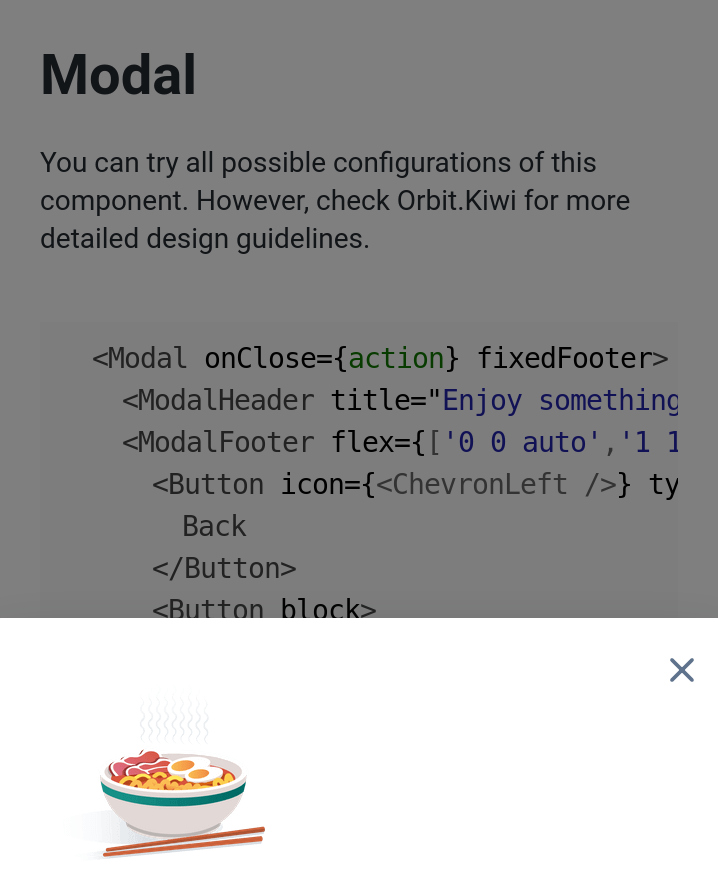 Modal
You can try all possible configurations of this
component. However, check Orbit.Kiwi for more
detailed design guidelines.
<Modal onClose={action} fixedFooter>
<ModalHeader title="Enjoy something
<ModalFooter flex={['0 0 auto','1 1
<Button icon={<ChevronLeft />} ty
Back
</Button>
<Button block>